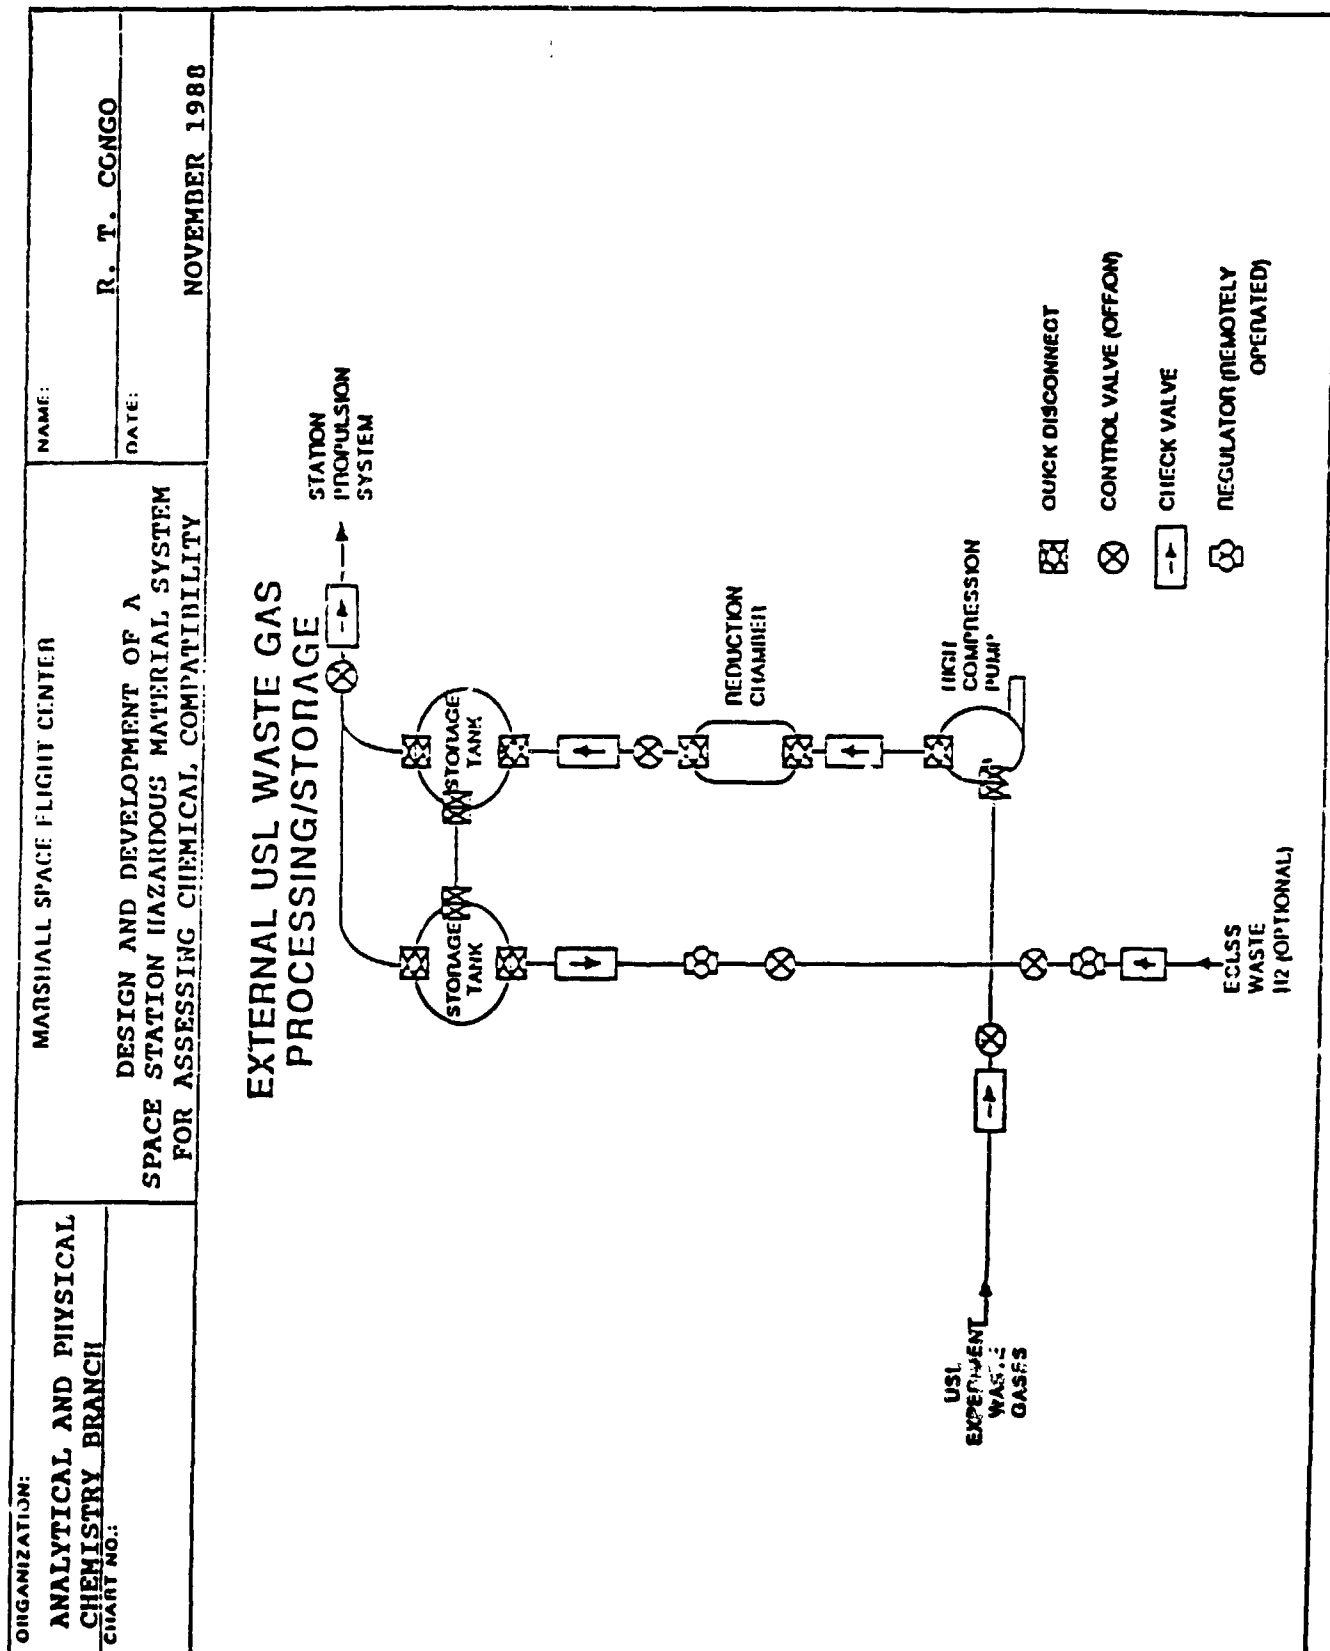 ORGANIZATION:
ANALYTICAL AND PHYSICAL
CHEMISTRY BRANCH
CHART NO.:
MARSHALL SPACE FLIGHT CENTER
DESIGN AND DEVELOPMENT OF A
SPACE STATION HAZARDOUS MATERIAL SYSTEM
FOR ASSESSING CHEMICAL COMPATIBILITY
NAME:
R. T. CONGO
DATE:
NOVEMBER 1988
EXTERNAL USL WASTE GAS
PROCESSING/STORAGE
STATION
PROPULSION
SYSTEM
STORAGE
TANK
STORAGE
TANK
REDUCTION
CHAMBER
HIGH
COMPRESSION
PUMP
USL
EXPERIMENT
WASTE
GASES
ECLSS
WASTE
H2 (OPTIONAL)
QUICK DISCONNECT
CONTROL VALVE (OFF/ON)
CHECK VALVE
REGULATOR (REMOTELY
OPERATED)